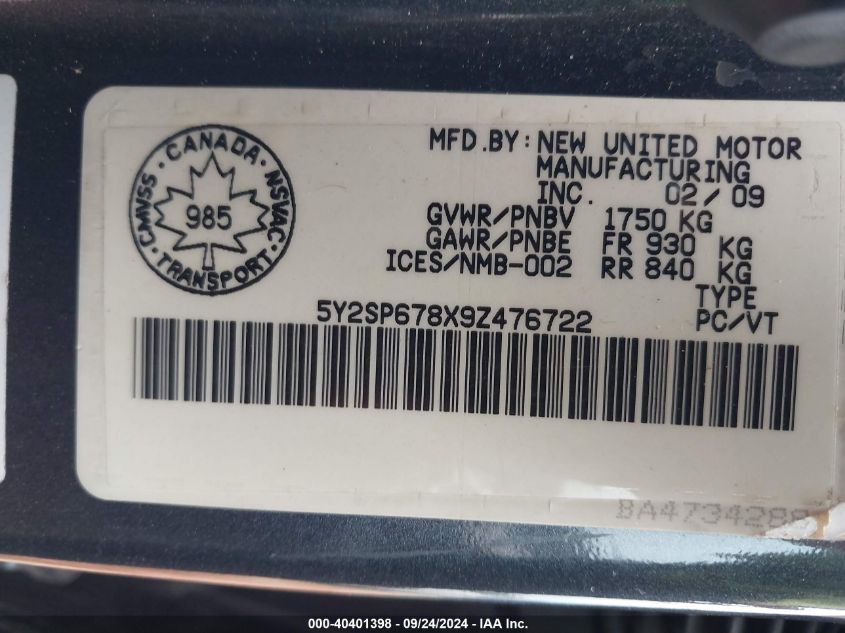 CANADA
NSVAC
TRANSPORT
CMVSS
985
MFD.BY: NEW UNITED MOTOR
MANUFACTURING
INC. 02/09
GVWR/PNBV 1750 KG
GAWR/PNBE FR 930 KG
ICES/NMB-002 RR 840 KG
TYPE
5Y2SP678X9Z476722 PC/VT
000-40401398 - 09/24/2024 - IAA Inc.